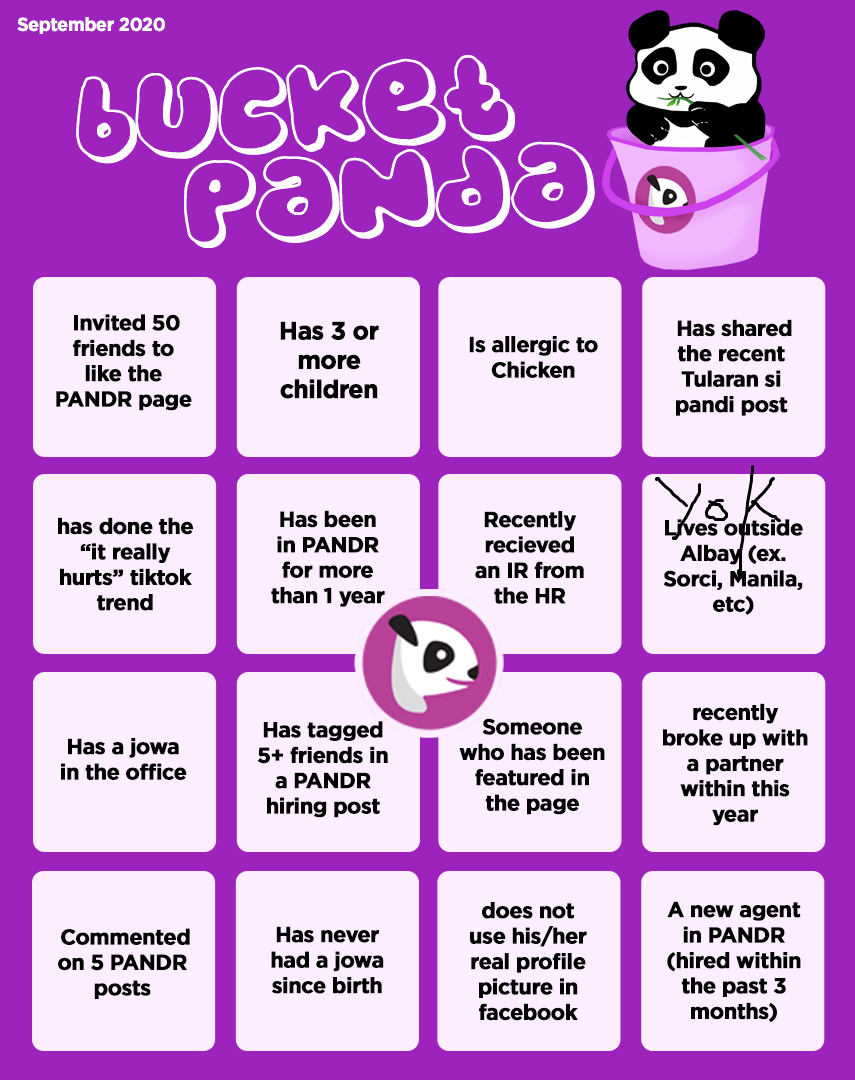 September 2020
bucket
panda
Invited 50
friends to
like the
PANDR page
Has 3 or
more
children
Is allergic to
Chicken
Has shared
the recent
Tularan si
pandi post
has done the
“it really
hurts” tiktok
trend
Has been
in PANDR
for more
than 1 year
Recently
recieved
an IR from
the HR
Lives outside
Albay (ex.
Sorci, Manila,
etc)
Has a jowa
in the office
Has tagged
5+ friends in
a PANDR
hiring post
Someone
who has been
featured in
the page
recently
broke up with
a partner
within this
year
Commented
on 5 PANDR
posts
Has never
had a jowa
since birth
does not
use his/her
real profile
picture in
facebook
A new agent
in PANDR
(hired within
the past 3
months)